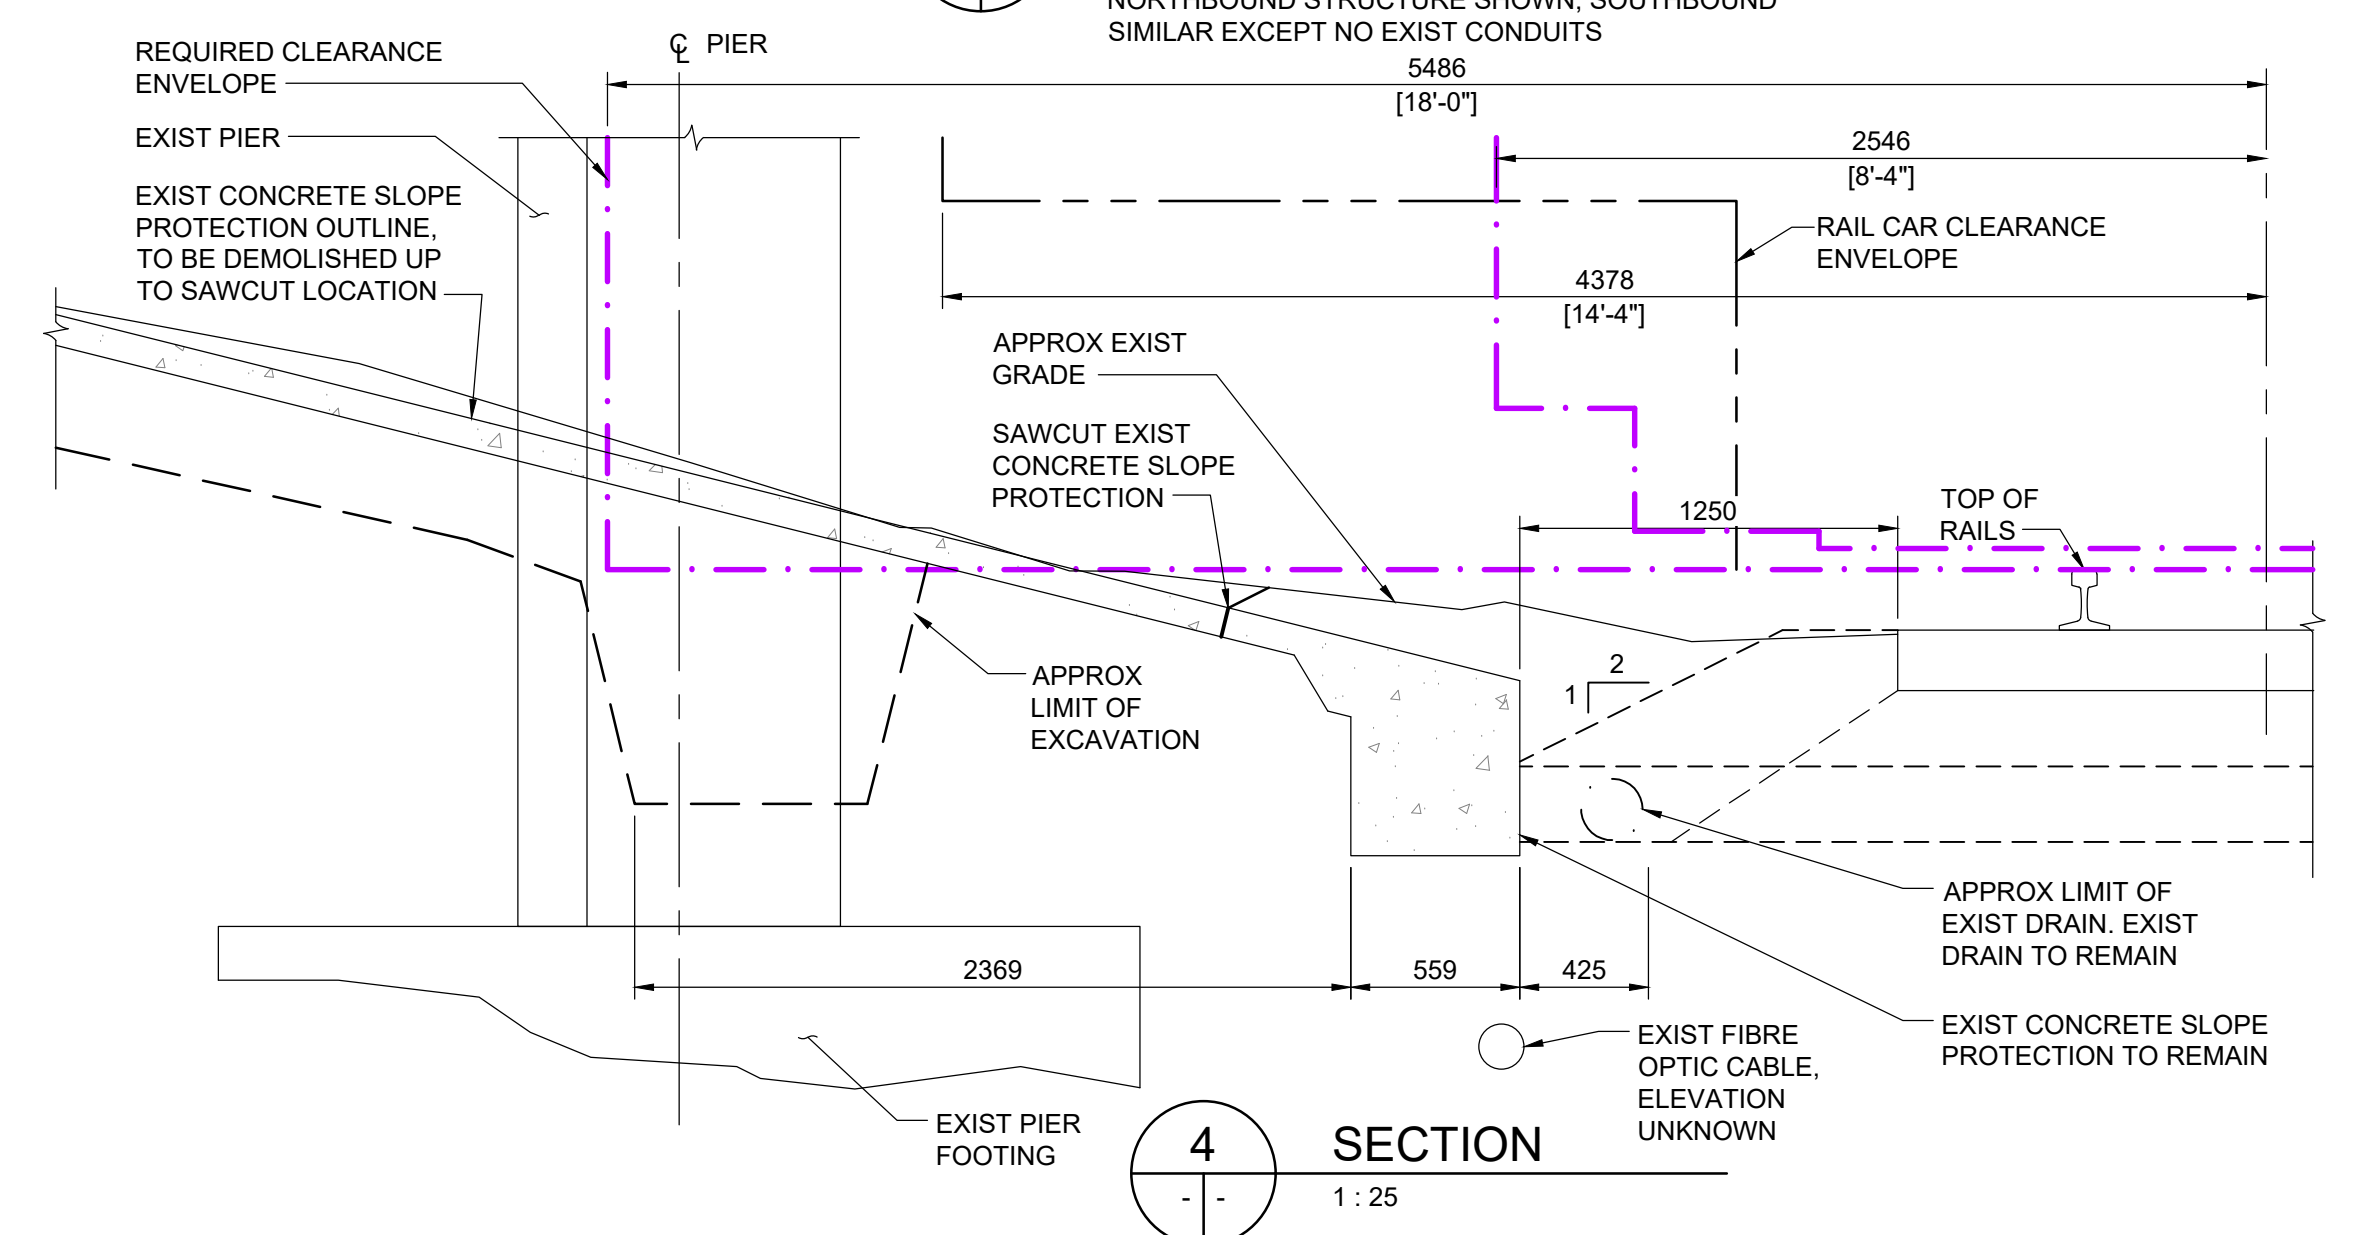 NORTHBOUND STRUCTURE SHOWN, SOUTHBOUND
SIMILAR EXCEPT NO EXIST CONDUITS
REQUIRED CLEARANCE
ENVELOPE
℄ PIER
5486
[18'-0"]
EXIST PIER
2546
[8'-4"]
EXIST CONCRETE SLOPE
PROTECTION OUTLINE,
TO BE DEMOLISHED UP
TO SAWCUT LOCATION
RAIL CAR CLEARANCE
ENVELOPE
4378
[14'-4"]
APPROX EXIST
GRADE
SAWCUT EXIST
CONCRETE SLOPE
PROTECTION
1250
TOP OF
RAILS
2
1
APPROX
LIMIT OF
EXCAVATION
APPROX LIMIT OF
EXIST DRAIN. EXIST
DRAIN TO REMAIN
2369
559
425
EXIST CONCRETE SLOPE
PROTECTION TO REMAIN
EXIST FIBRE
OPTIC CABLE,
ELEVATION
UNKNOWN
EXIST PIER
FOOTING
4
- -
SECTION
1 : 25